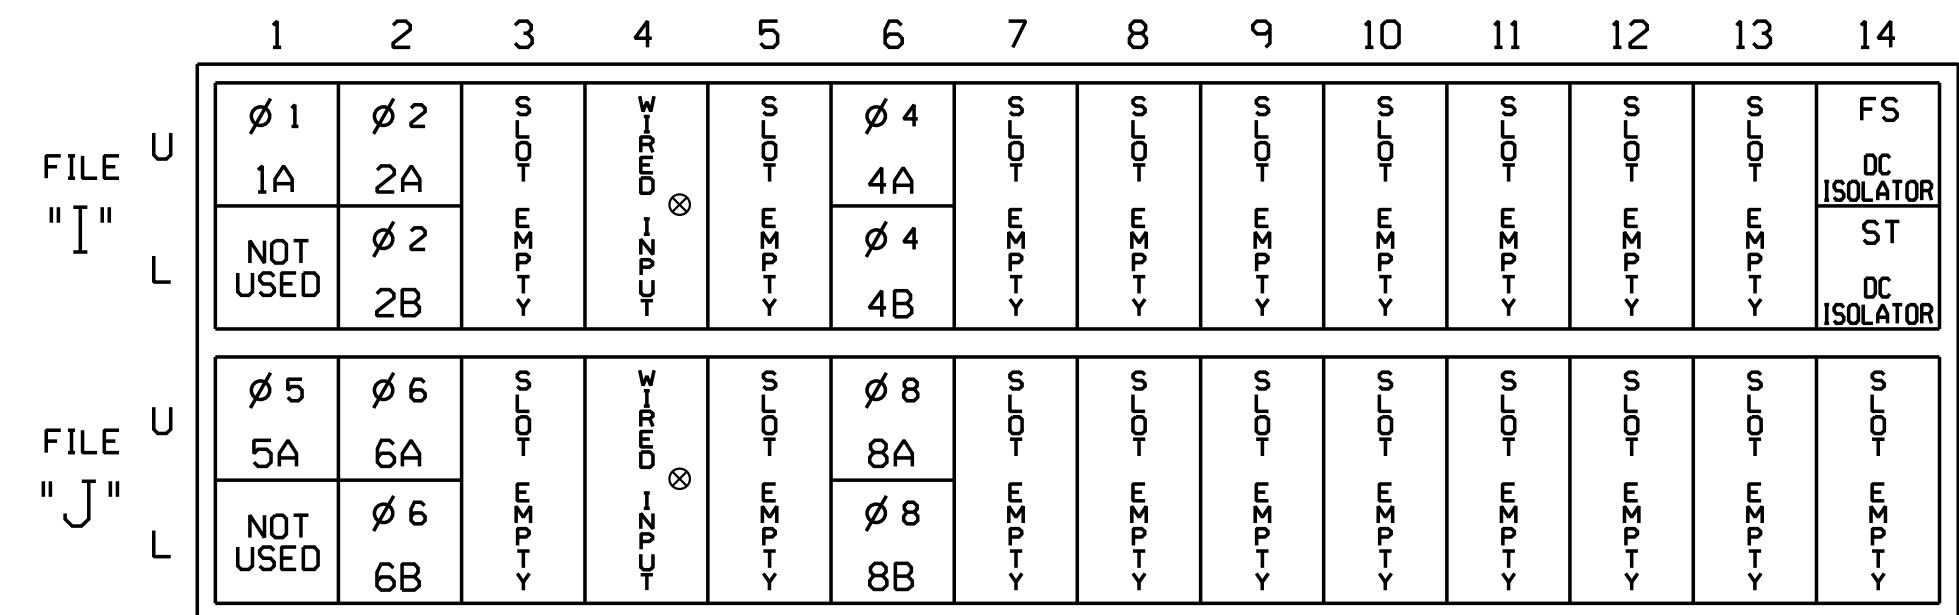 1 2 3 4 5 6 7 8 9 10 11 12 13 14
FILE "I"
U
L
Ø 1
1A
NOT
USED
Ø 2
2A
Ø 2
2B
SLOT EMPTY
WIRED INPUT
SLOT EMPTY
Ø 4
4A
Ø 4
4B
SLOT EMPTY
SLOT EMPTY
SLOT EMPTY
SLOT EMPTY
SLOT EMPTY
SLOT EMPTY
SLOT EMPTY
FS
DC
ISOLATOR
ST
DC
ISOLATOR
FILE "J"
U
L
Ø 5
5A
NOT
USED
Ø 6
6A
Ø 6
6B
SLOT EMPTY
WIRED INPUT
SLOT EMPTY
Ø 8
8A
Ø 8
8B
SLOT EMPTY
SLOT EMPTY
SLOT EMPTY
SLOT EMPTY
SLOT EMPTY
SLOT EMPTY
SLOT EMPTY
SLOT EMPTY